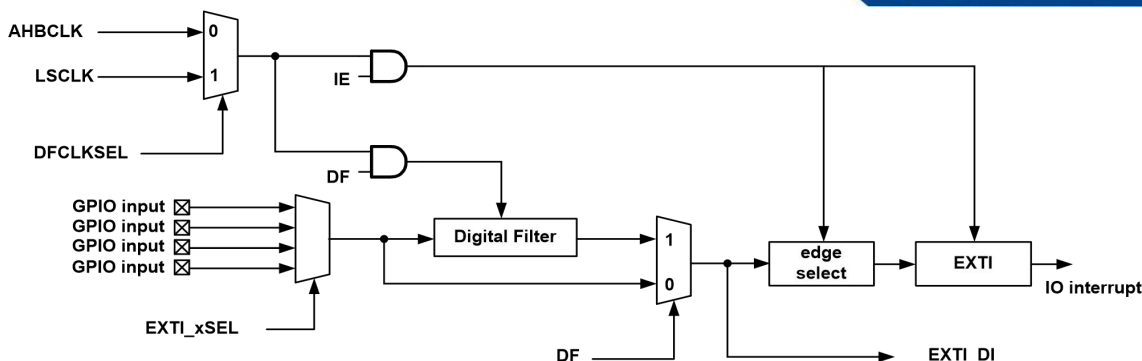 AHBCLK
0
LSCLK
1
IE
DFCLKSEL
DF
GPIO input
GPIO input
GPIO input
GPIO input
Digital Filter
1
0
edge
select
EXTI
IO interrupt
EXTI_xSEL
DF
EXTI_DI